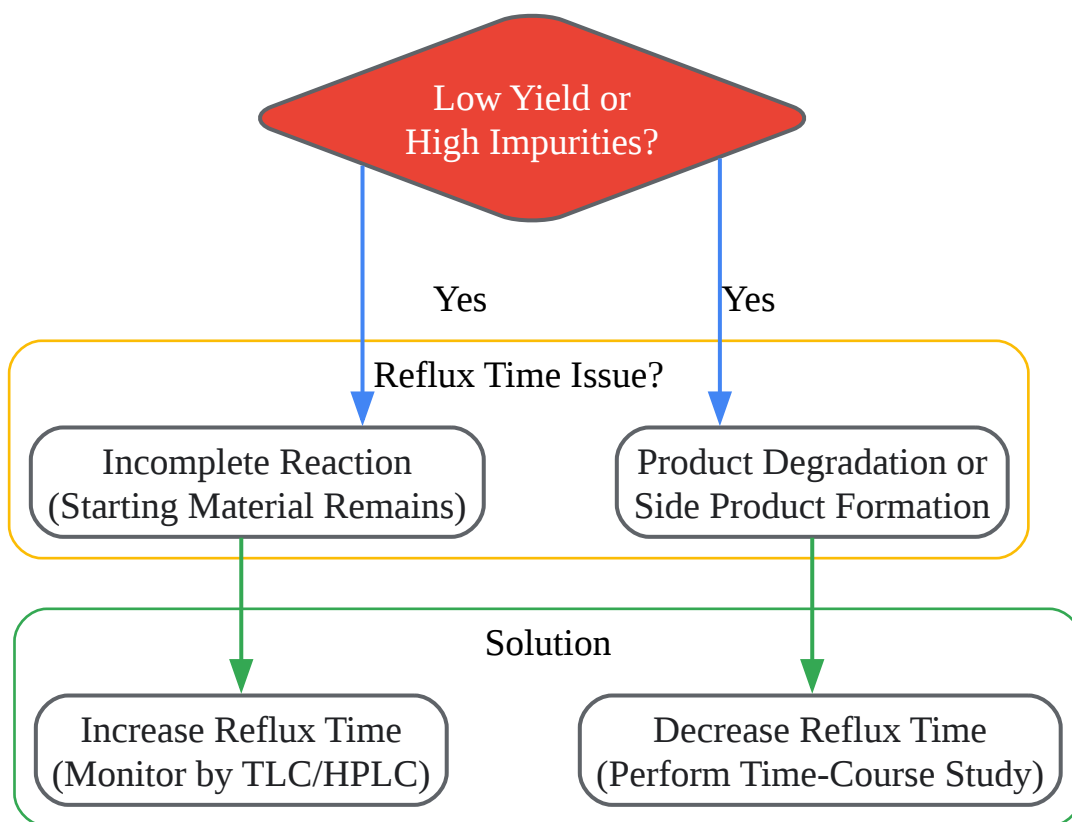 Low Yield or
High Impurities?
Yes
Yes
Reflux Time Issue?
Incomplete Reaction
(Starting Material Remains)
Product Degradation or
Side Product Formation
Solution
Increase Reflux Time
(Monitor by TLC/HPLC)
Decrease Reflux Time
(Perform Time-Course Study)